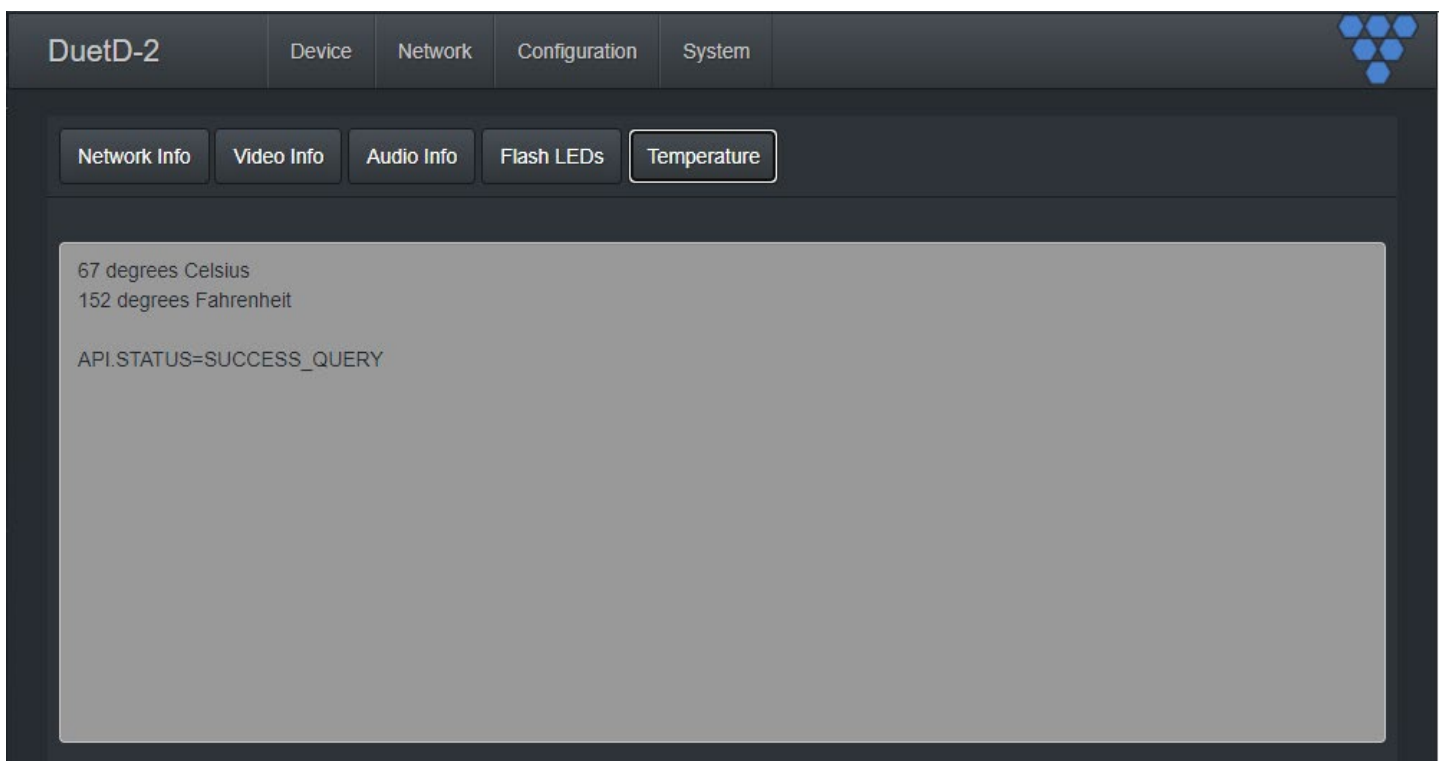 DuetD-2 Device Network Configuration System
Network Info Video Info Audio Info Flash LEDs Temperature
67 degrees Celsius
152 degrees Fahrenheit
API.STATUS=SUCCESS_QUERY